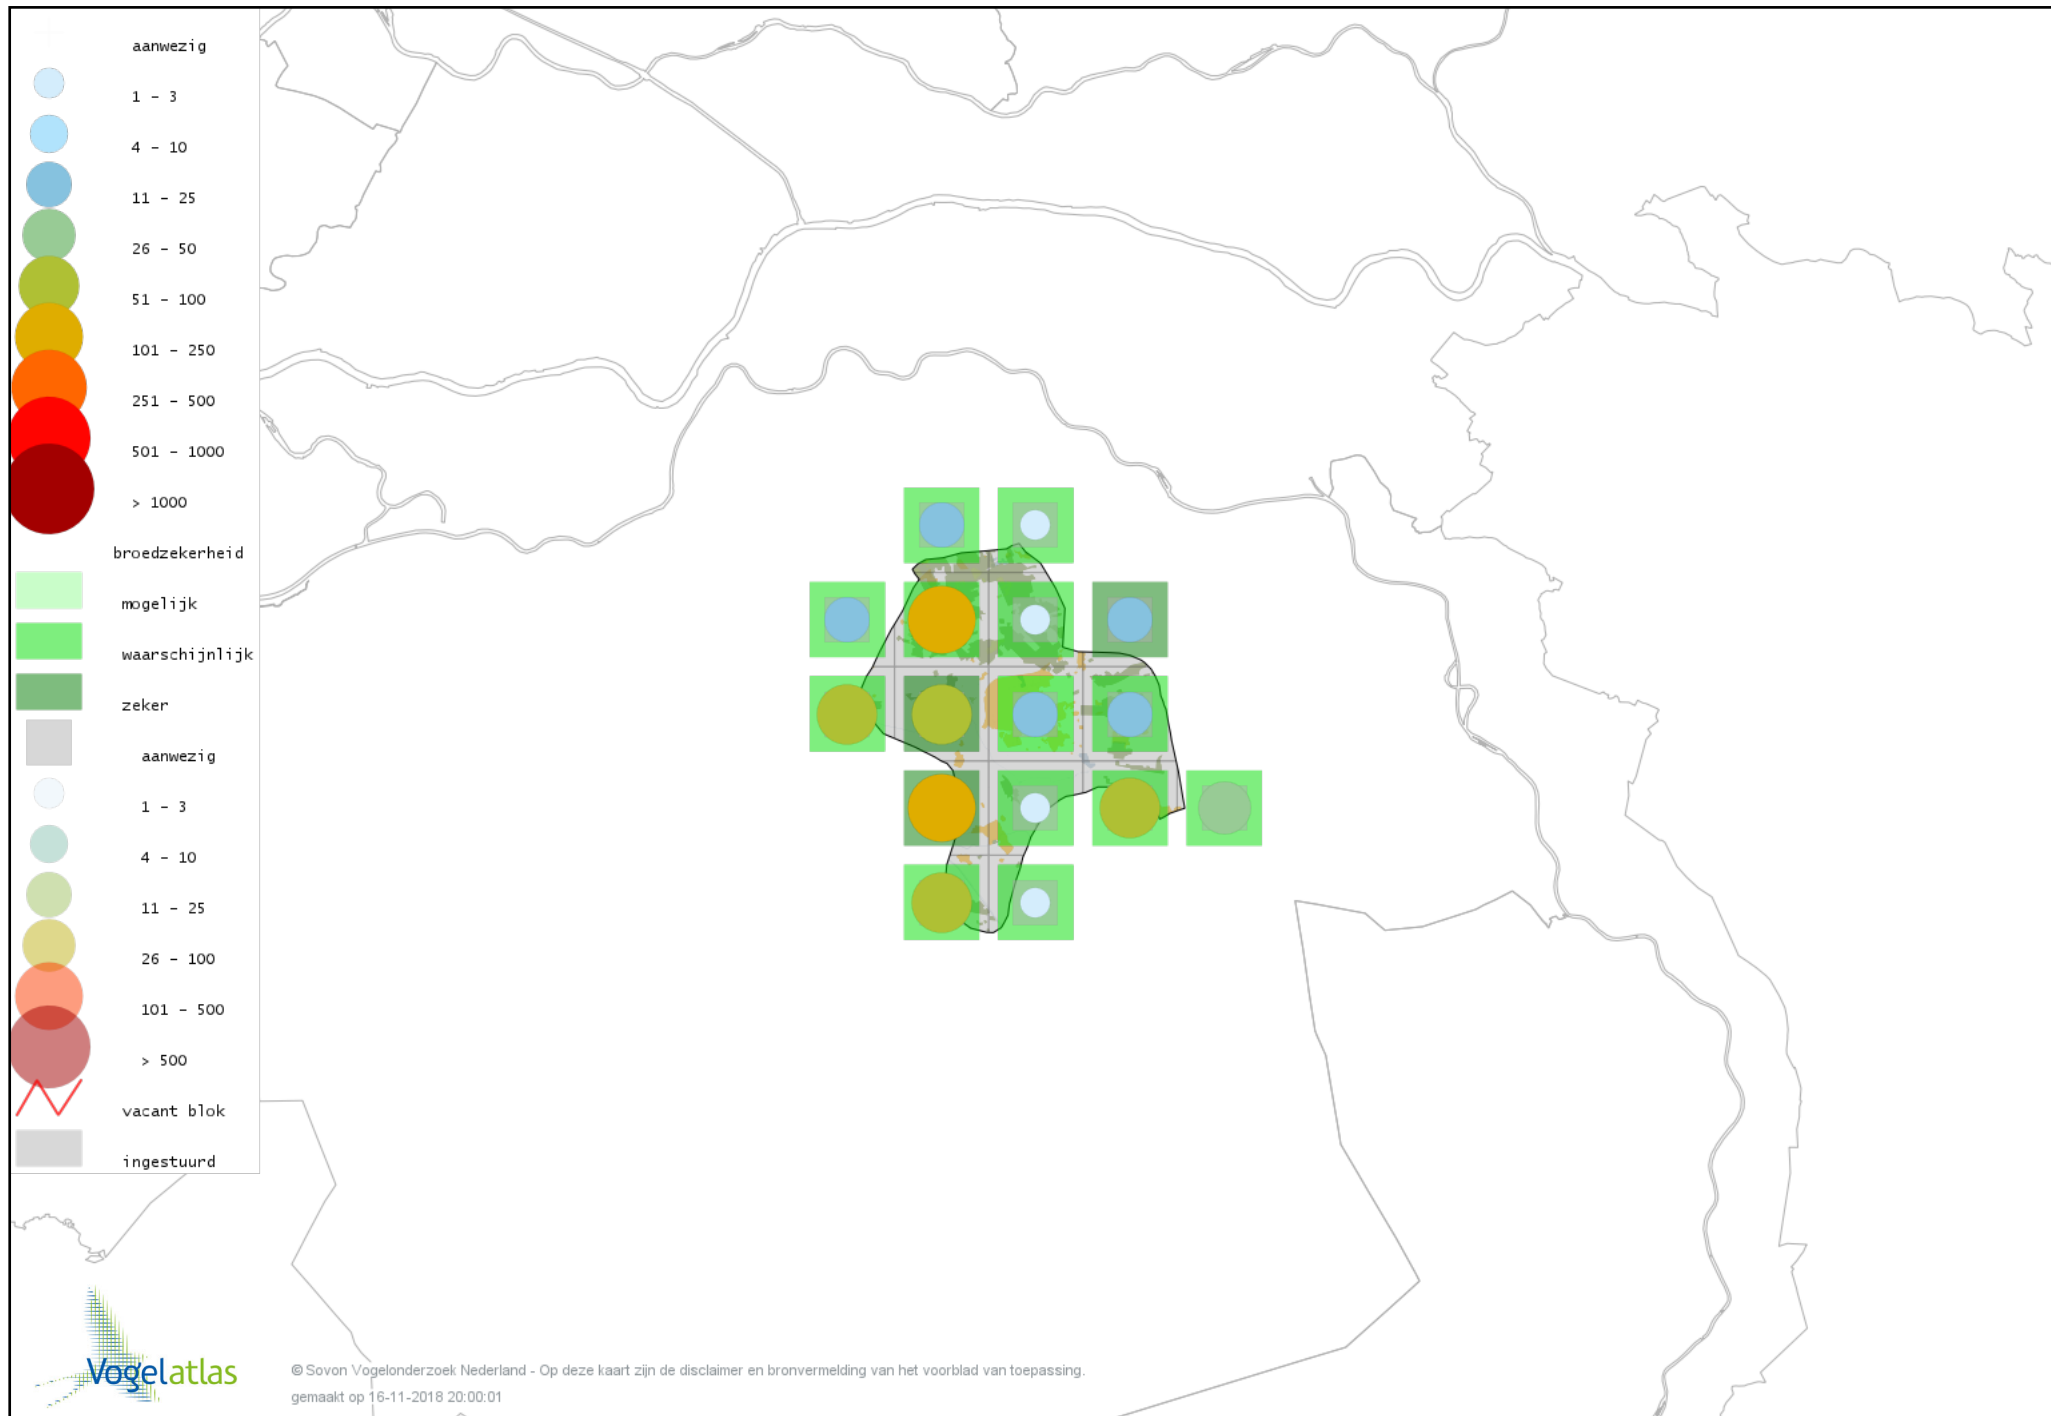 aanwezig
1 - 3
4 - 10
11 - 25
26 - 50
51 - 100
101 - 250
251 - 500
501 - 1000
> 1000
broedzekerheid
mogelijk
waarschijnlijk
zeker
aanwezig
1 - 3
4 - 10
11 - 25
26 - 100
101 - 500
> 500
vacant blok
ingestuurd
Vogelatlas
© Sovon Vogelonderzoek Nederland - Op deze kaart zijn de disclaimer en bronvermelding van het voorblad van toepassing.
gemaakt op 16-11-2018 20:00:01